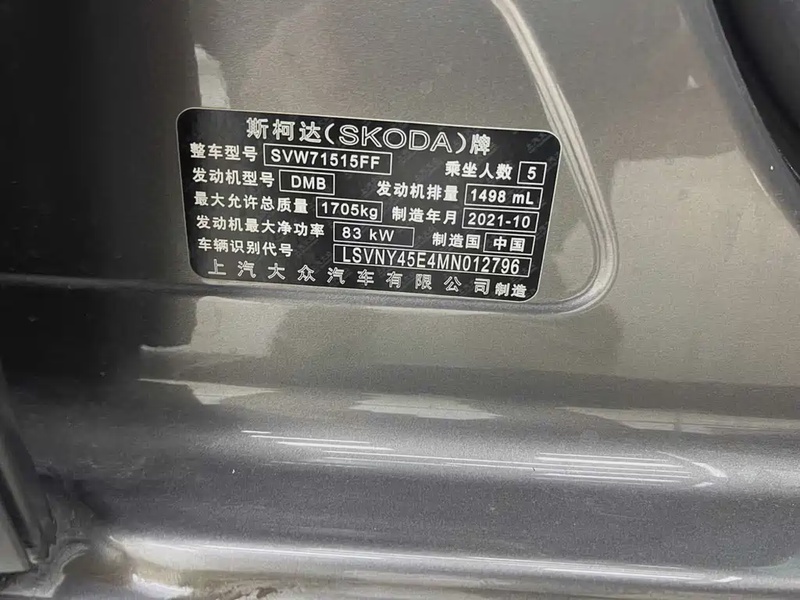 斯柯达(SKODA)牌
整车型号 SVW71515FF 乘坐人数 5
发动机型号 DMB 发动机排量 1498 mL
最大允许总质量 1705kg 制造年月 2021-10
发动机最大净功率 83 kW 制造国 中国
车辆识别代号 LSVNY45E4MN012796
上汽大众汽车有限公司制造